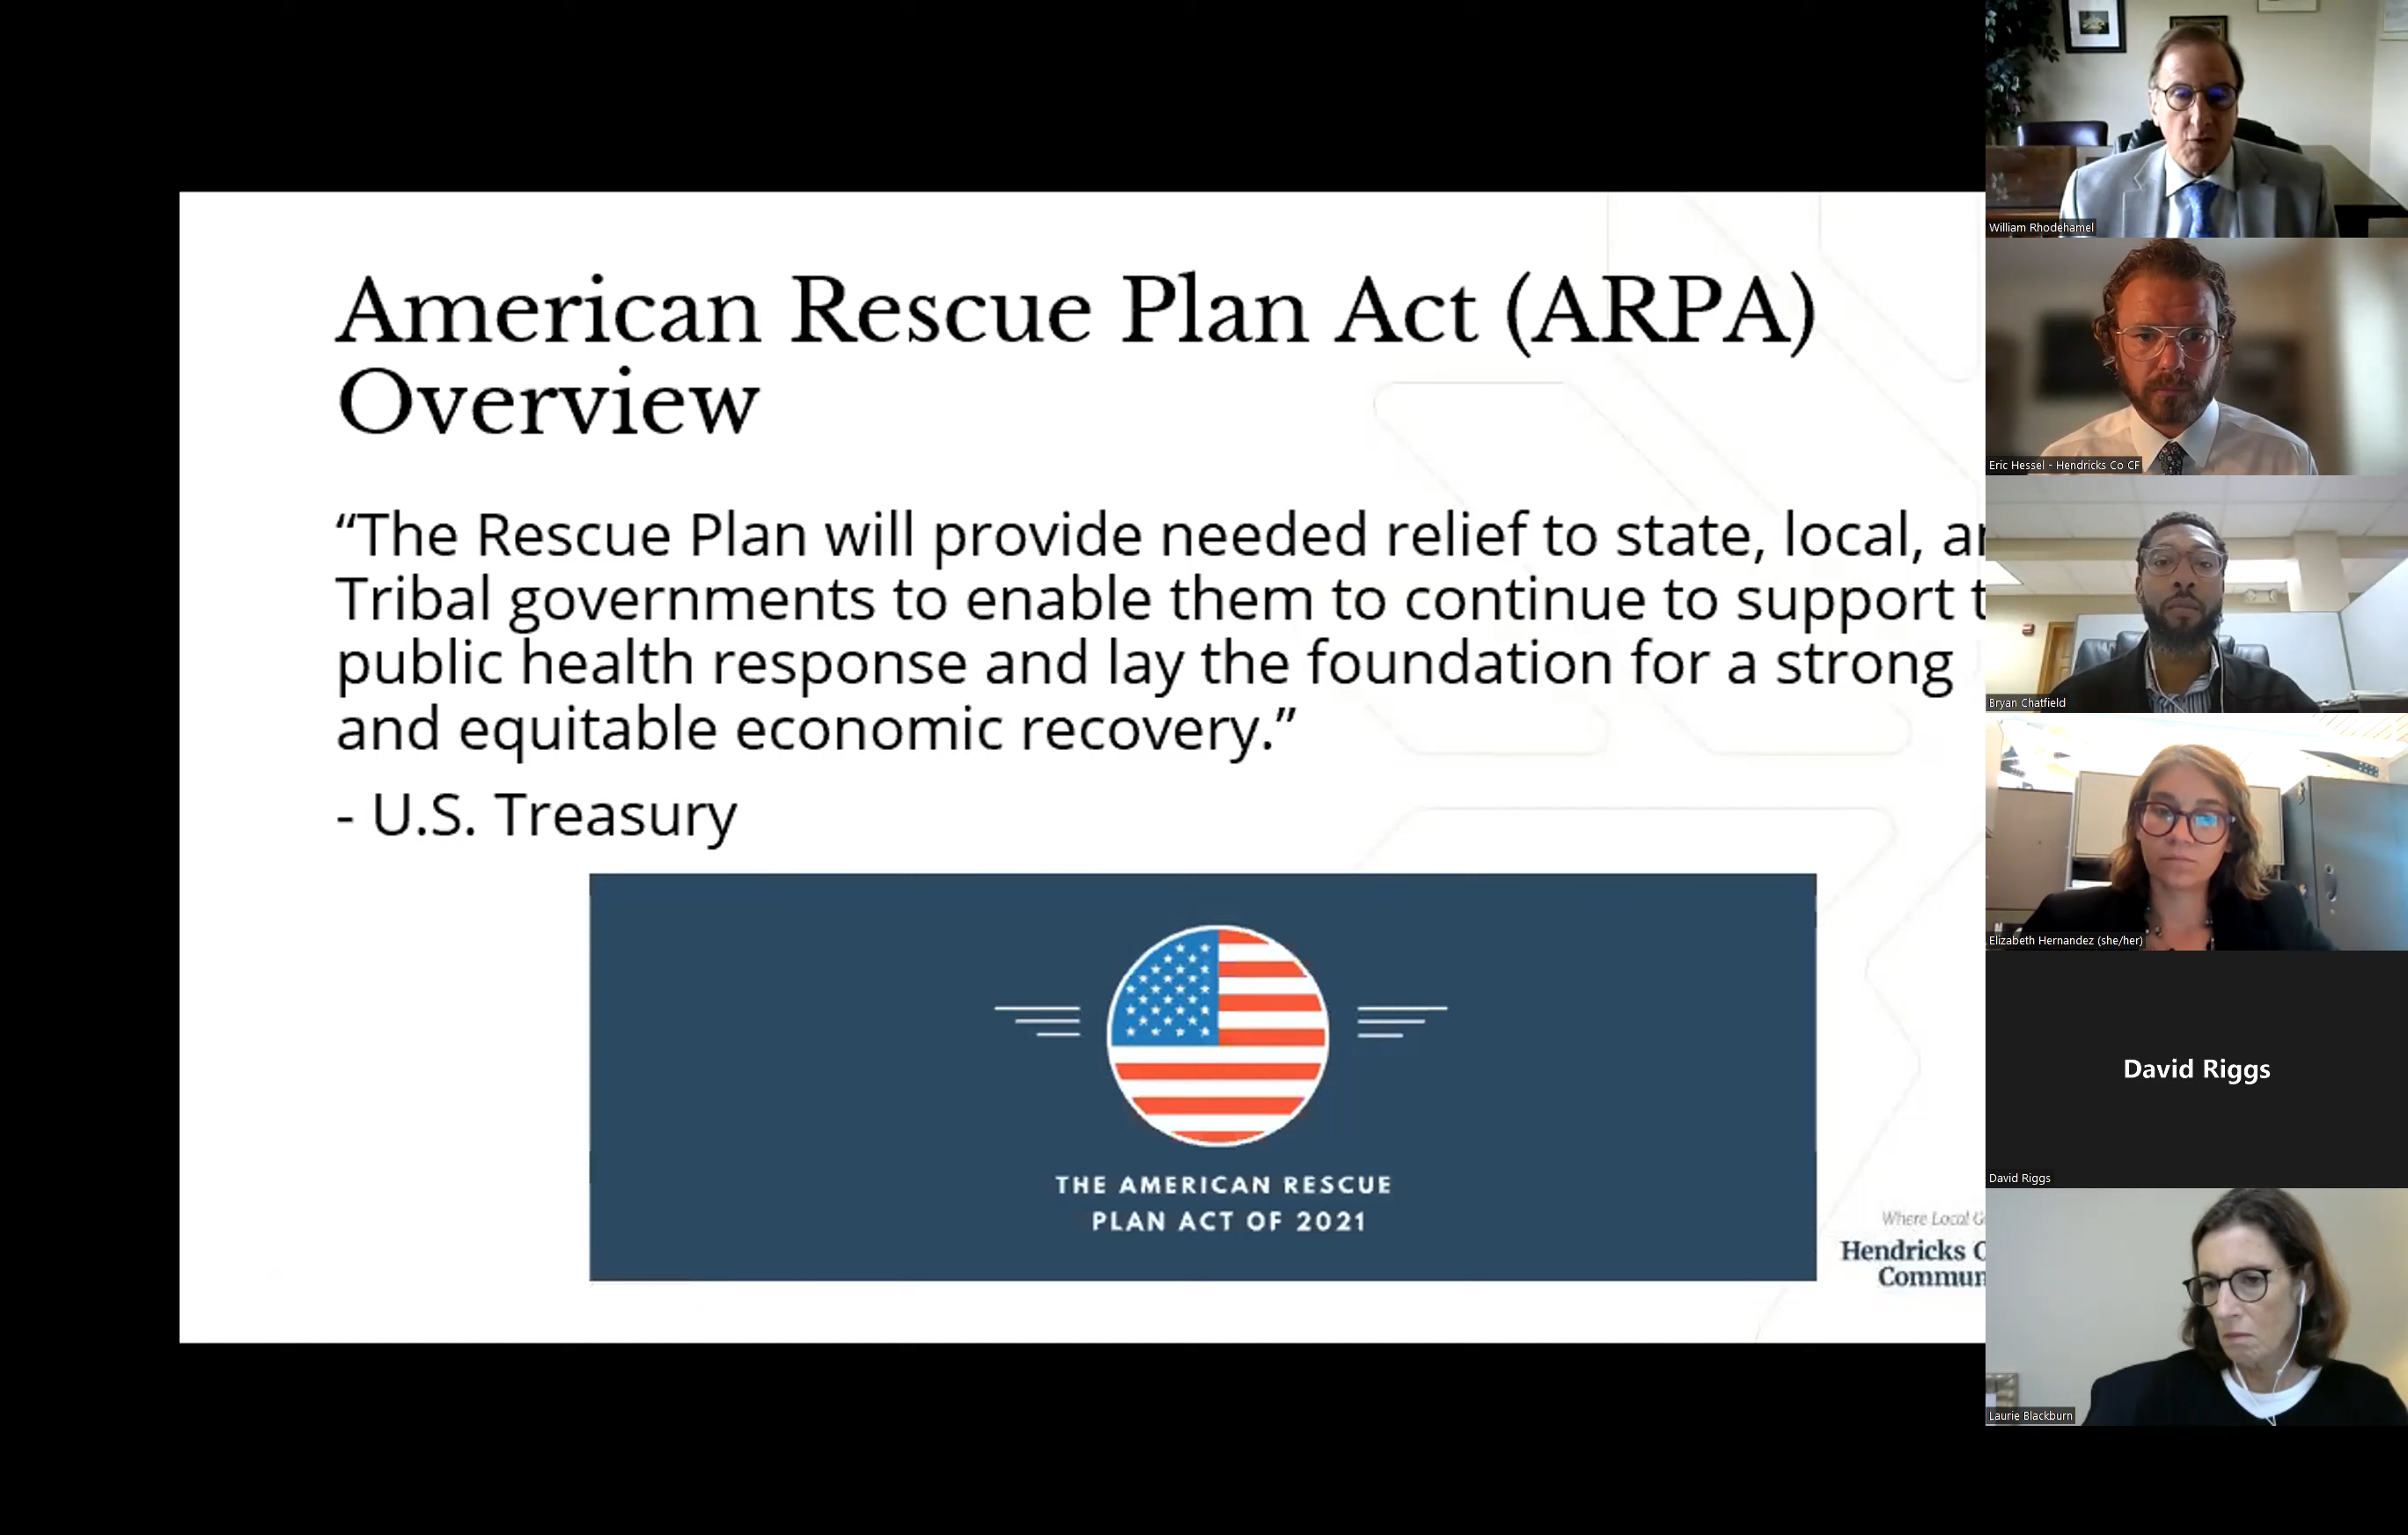 American Rescue Plan Act (ARPA)
Overview
“The Rescue Plan will provide needed relief to state, local,
Tribal governments to enable them to continue to support
public health response and lay the foundation for a strong
and equitable economic recovery.”
- U.S. Treasury
THE AMERICAN RESCUE
PLAN ACT OF 2021
Where Local
Hendricks
William Rhodehamel
Eric Hessel - Hendricks Co CF
Bryan Chatfield
Elizabeth Hernandez (she/her)
David Riggs
David Riggs
Laurie Blackburn